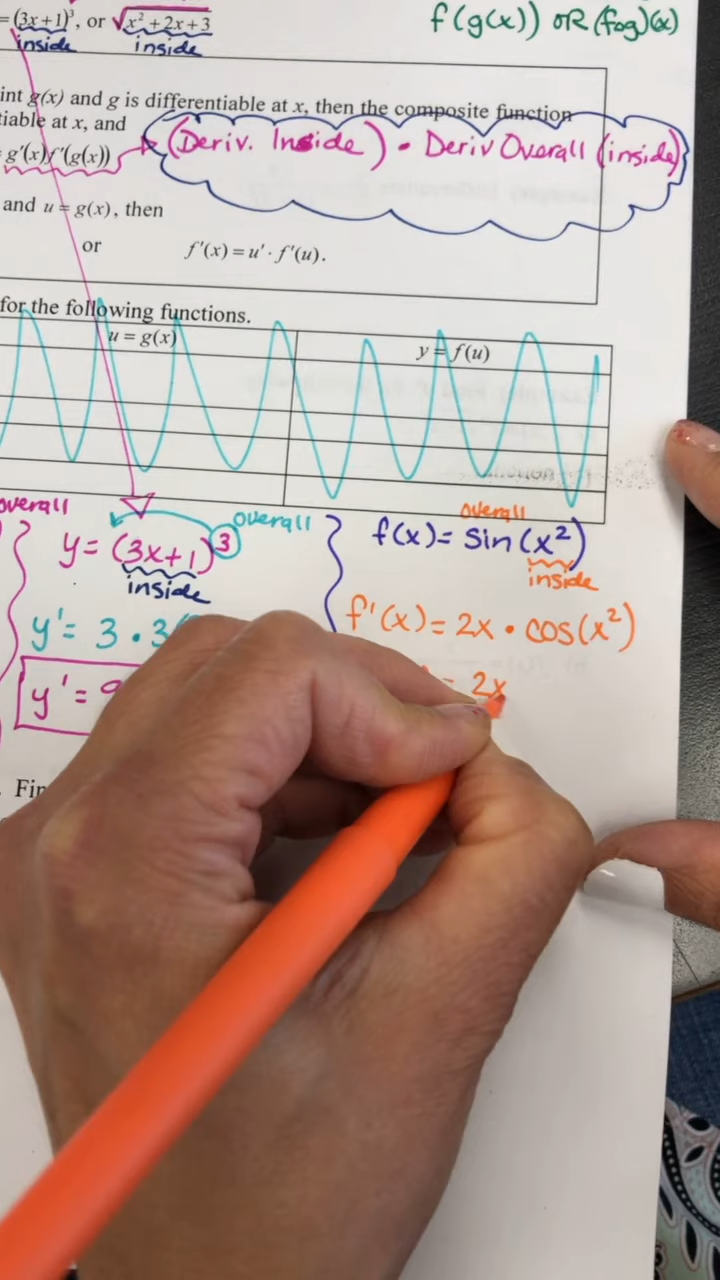 =(3x+1)³, or √x² + 2x + 3
inside inside
f(g(x)) OR (fog)(x)
int g(x) and g is differentiable at x, then the composite function
tiable at x, and
g'(x)f'(g(x))
(Deriv. Inside) • Deriv Overall (inside)
and u = g(x), then
or f'(x) = u' · f'(u).
for the following functions.
u = g(x) y = f(u)
overall
overall
y = (3x+1)³
inside
y' = 3 • 3
y' = 9
overall
f(x) = sin(x²)
inside
f'(x) = 2x • cos(x²)
2x